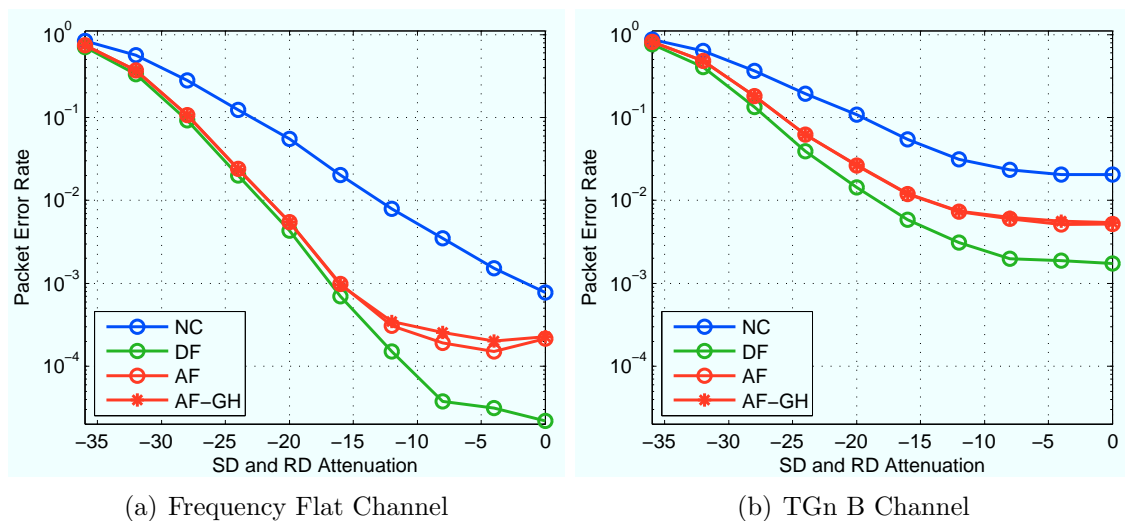 10^0
10^-1
10^-2
10^-3
10^-4
Packet Error Rate
NC
DF
AF
AF-GH
−35 −30 −25 −20 −15 −10 −5 0
SD and RD Attenuation
(a) Frequency Flat Channel
10^0
10^-1
10^-2
10^-3
10^-4
Packet Error Rate
NC
DF
AF
AF-GH
−35 −30 −25 −20 −15 −10 −5 0
SD and RD Attenuation
(b) TGn B Channel